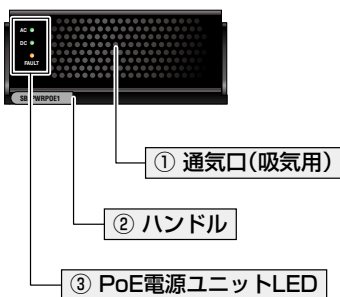 AC
DC
FAULT
SBxPWRPOE1
① 通気口(吸気用)
② ハンドル
③ PoE電源ユニットLED